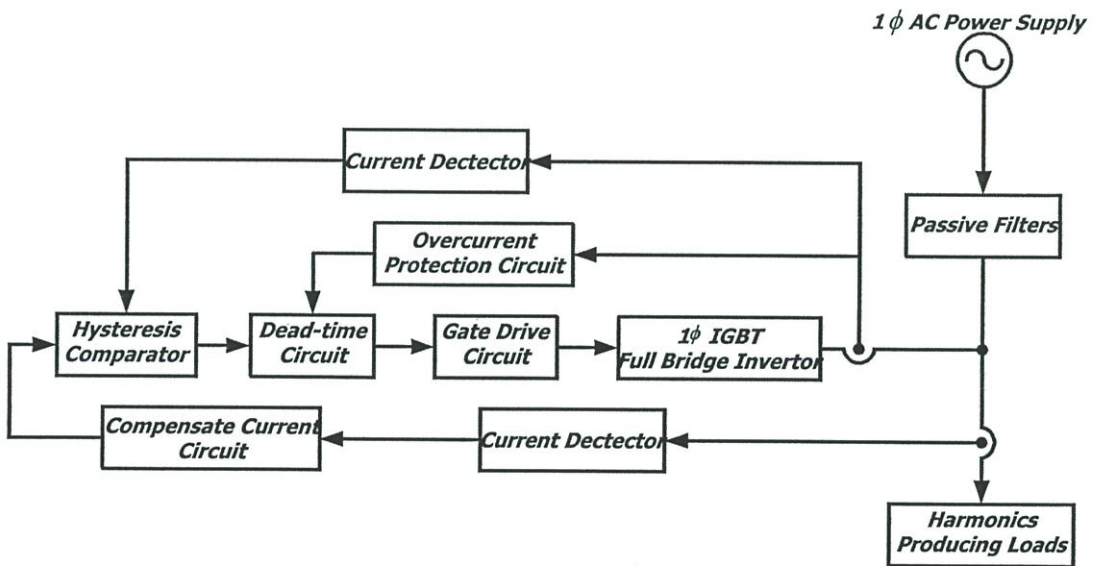 1ϕ AC Power Supply
Current Dectector
Passive Filters
Overcurrent
Protection Circuit
Hysteresis
Comparator
Dead-time
Circuit
Gate Drive
Circuit
1ϕ IGBT
Full Bridge Invertor
Compensate Current
Circuit
Current Dectector
Harmonics
Producing Loads